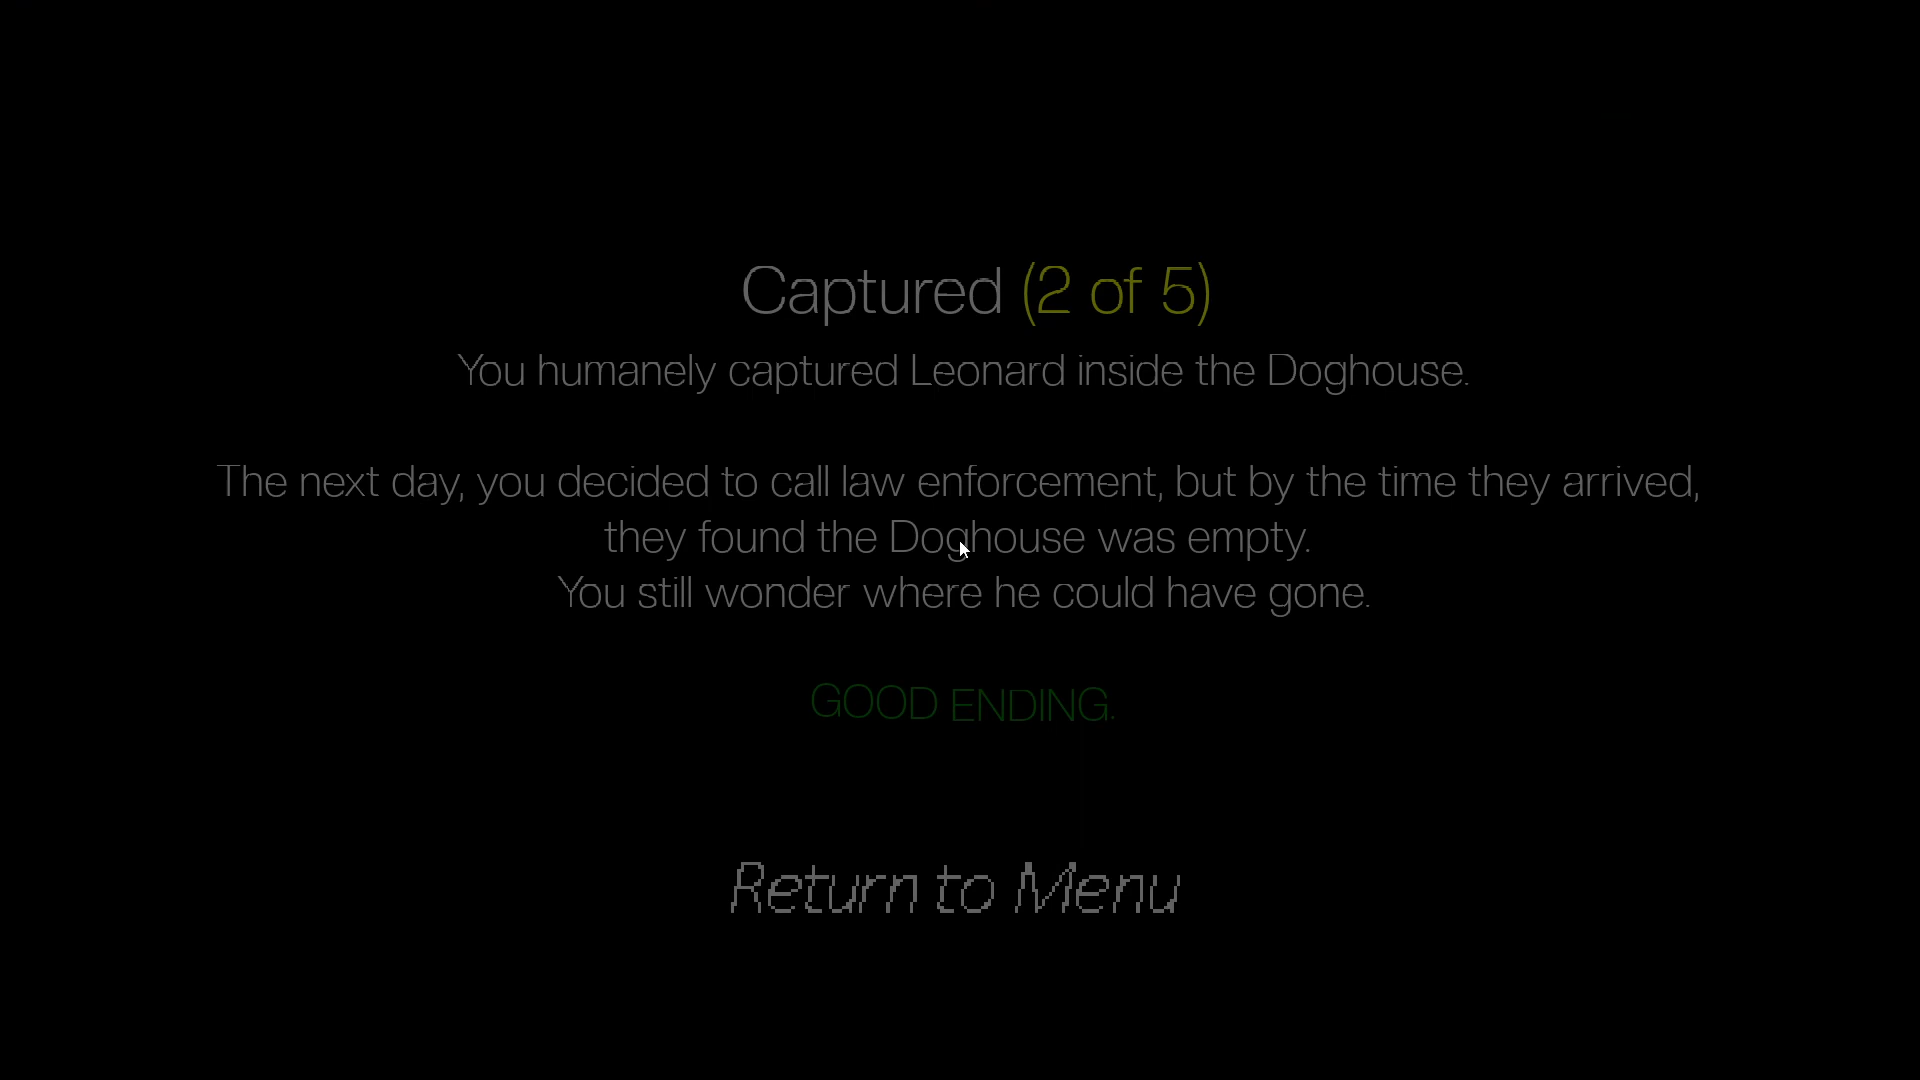 Captured (2 of 5)
You humanely captured Leonard inside the Doghouse.
The next day, you decided to call law enforcement, but by the time they arrived,
they found the Doghouse was empty.
You still wonder where he could have gone.
GOOD ENDING.
Return to Menu